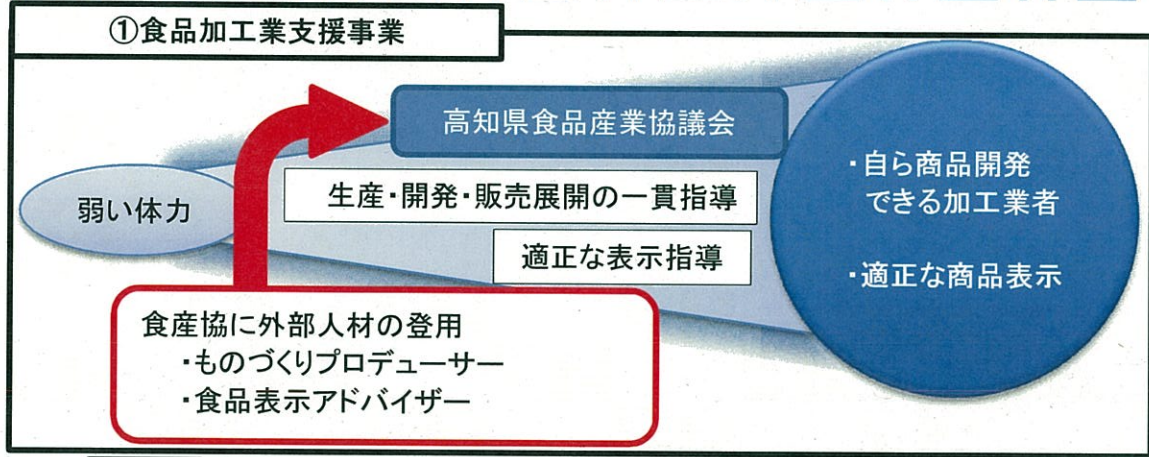 ①食品加工業支援事業
高知県食品産業協議会
弱い体力
生産・開発・販売展開の一貫指導
適正な表示指導
・自ら商品開発
できる加工業者
・適正な商品表示
食産協に外部人材の登用
・ものづくりプロデューサー
・食品表示アドバイザー